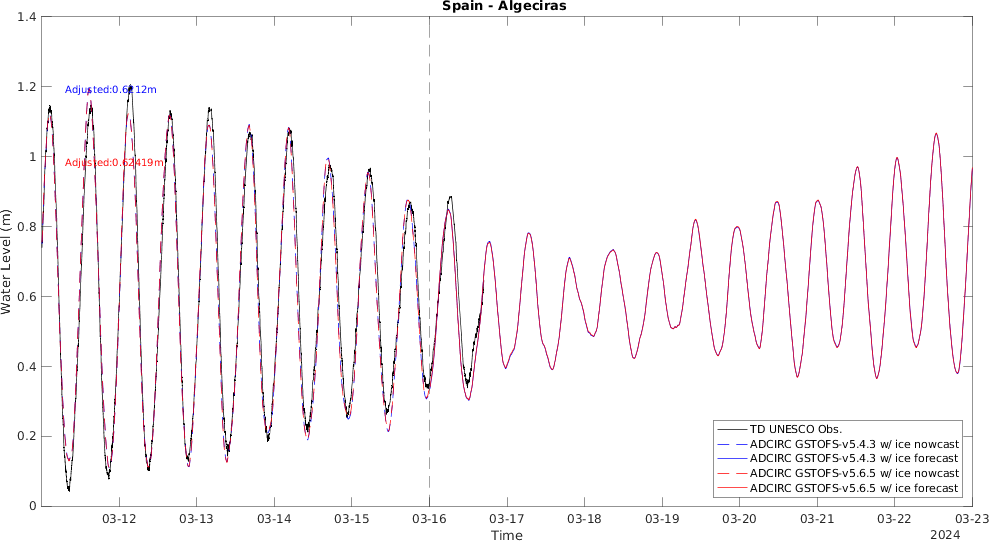 Spain - Algeciras
1.4
1.2
1
0.8
0.6
0.4
0.2
0
Water Level (m)
Adjusted:0.6212m
Adjusted:0.62419m
TD UNESCO Obs.
ADCIRC GSTOFS-v5.4.3 w/ ice nowcast
ADCIRC GSTOFS-v5.4.3 w/ ice forecast
ADCIRC GSTOFS-v5.6.5 w/ ice nowcast
ADCIRC GSTOFS-v5.6.5 w/ ice forecast
03-12 03-13 03-14 03-15 03-16 03-17 03-18 03-19 03-20 03-21 03-22 03-23
Time
2024